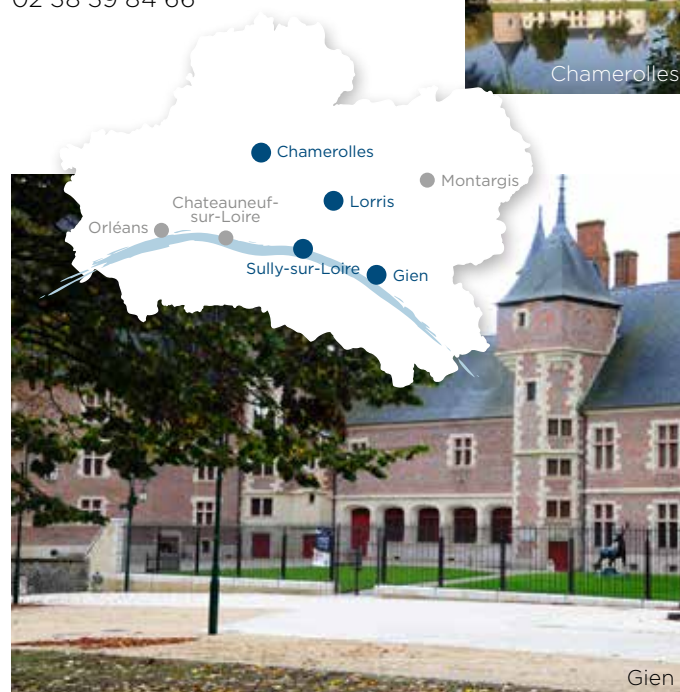 02 38 39 84 66
Chamerolles
Chamerolles
Montargis
Lorris
Chateauneuf-
sur-Loire
Orléans
Sully-sur-Loire
Gien
Gien